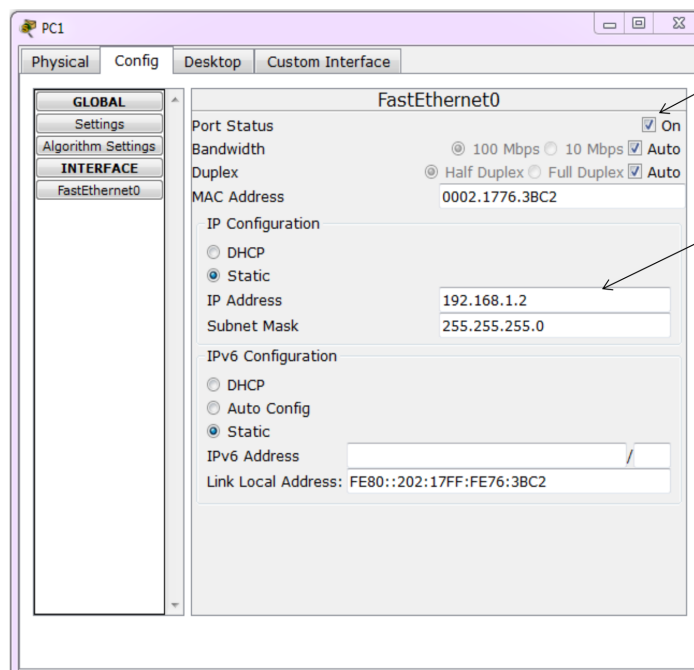 PC1
Physical Config Desktop Custom Interface
GLOBAL
Settings
Algorithm Settings
INTERFACE
FastEthernet0
FastEthernet0
Port Status On
Bandwidth 100 Mbps 10 Mbps Auto
Duplex Half Duplex Full Duplex Auto
MAC Address 0002.1776.3BC2
IP Configuration
DHCP
Static
IP Address 192.168.1.2
Subnet Mask 255.255.255.0
IPv6 Configuration
DHCP
Auto Config
Static
IPv6 Address /
Link Local Address: FE80::202:17FF:FE76:3BC2